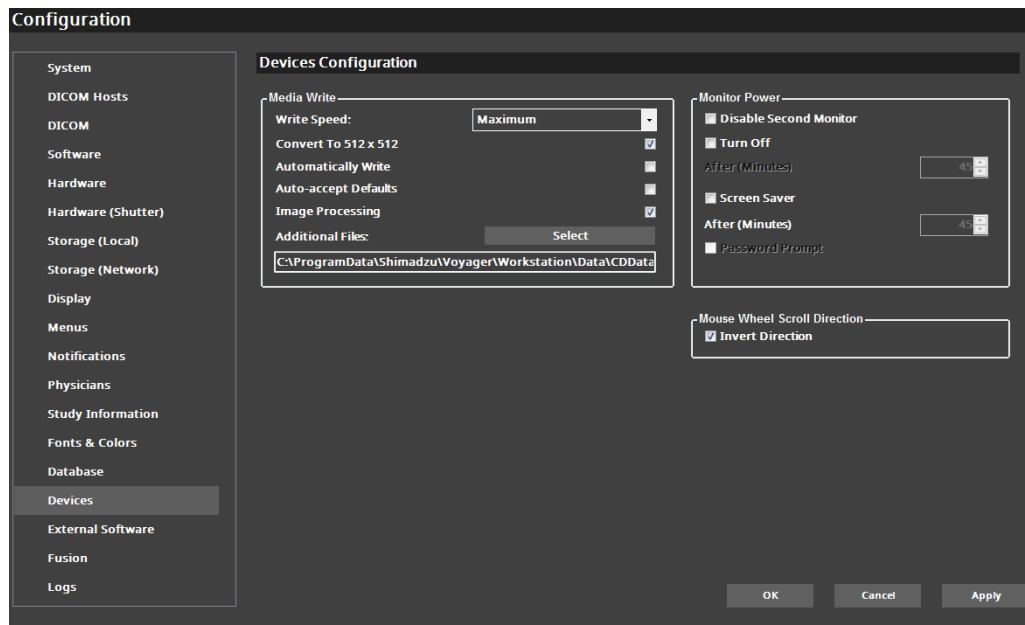 Configuration
System
DICOM Hosts
DICOM
Software
Hardware
Hardware (Shutter)
Storage (Local)
Storage (Network)
Display
Menus
Notifications
Physicians
Study Information
Fonts & Colors
Database
Devices
External Software
Fusion
Logs
Devices Configuration
Media Write
Write Speed: Maximum
Convert To 512 x 512
Automatically Write
Auto-accept Defaults
Image Processing
Additional Files: Select
C:\ProgramData\Shimadzu\Voyager\Workstation\Data\CDData
Monitor Power
Disable Second Monitor
Turn Off
After (Minutes) 45
Screen Saver
After (Minutes) 45
Password Prompt
Mouse Wheel Scroll Direction
Invert Direction
OK Cancel Apply